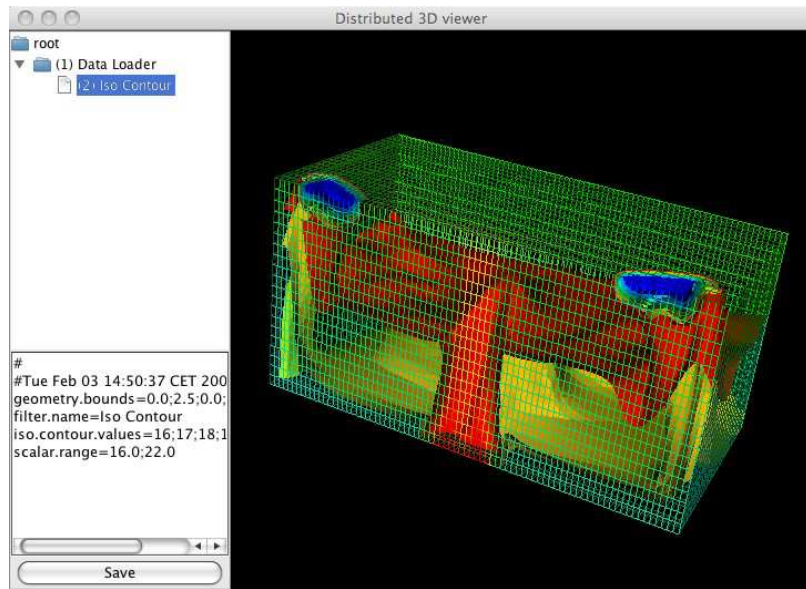 Distributed 3D viewer
root
(1) Data Loader
(2) Iso Contour
#
#Tue Feb 03 14:50:37 CET 200
geometry.bounds=0.0;2.5;0.0;
filter.name=Iso Contour
iso.contour.values=16;17;18;1
scalar.range=16.0;22.0
Save